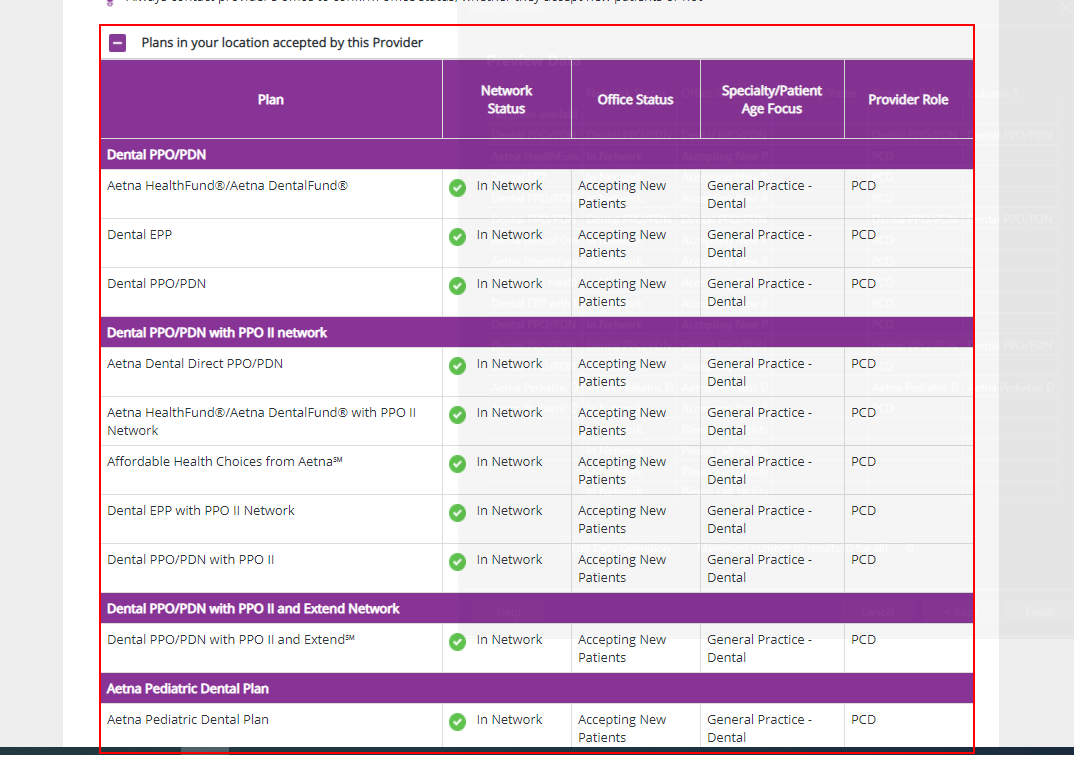 Plans in your location accepted by this Provider
Plan
Network
Status
Office Status
Specialty/Patient
Age Focus
Provider Role
Dental PPO/PDN
Aetna HealthFund®/Aetna DentalFund®
In Network
Accepting New
Patients
General Practice -
Dental
PCD
Dental EPP
In Network
Accepting New
Patients
General Practice -
Dental
PCD
Dental PPO/PDN
In Network
Accepting New
Patients
General Practice -
Dental
PCD
Dental PPO/PDN with PPO II network
Aetna Dental Direct PPO/PDN
In Network
Accepting New
Patients
General Practice -
Dental
PCD
Aetna HealthFund®/Aetna DentalFund® with PPO II
Network
In Network
Accepting New
Patients
General Practice -
Dental
PCD
Affordable Health Choices from Aetna℠
In Network
Accepting New
Patients
General Practice -
Dental
PCD
Dental EPP with PPO II Network
In Network
Accepting New
Patients
General Practice -
Dental
PCD
Dental PPO/PDN with PPO II
In Network
Accepting New
Patients
General Practice -
Dental
PCD
Dental PPO/PDN with PPO II and Extend Network
Dental PPO/PDN with PPO II and Extend℠
In Network
Accepting New
Patients
General Practice -
Dental
PCD
Aetna Pediatric Dental Plan
Aetna Pediatric Dental Plan
In Network
Accepting New
Patients
General Practice -
Dental
PCD